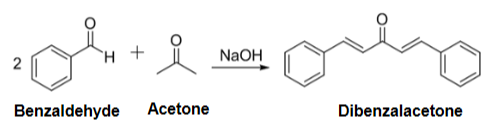 O
O
2
H
+
NaOH
O
Benzaldehyde
Acetone
Dibenzalacetone